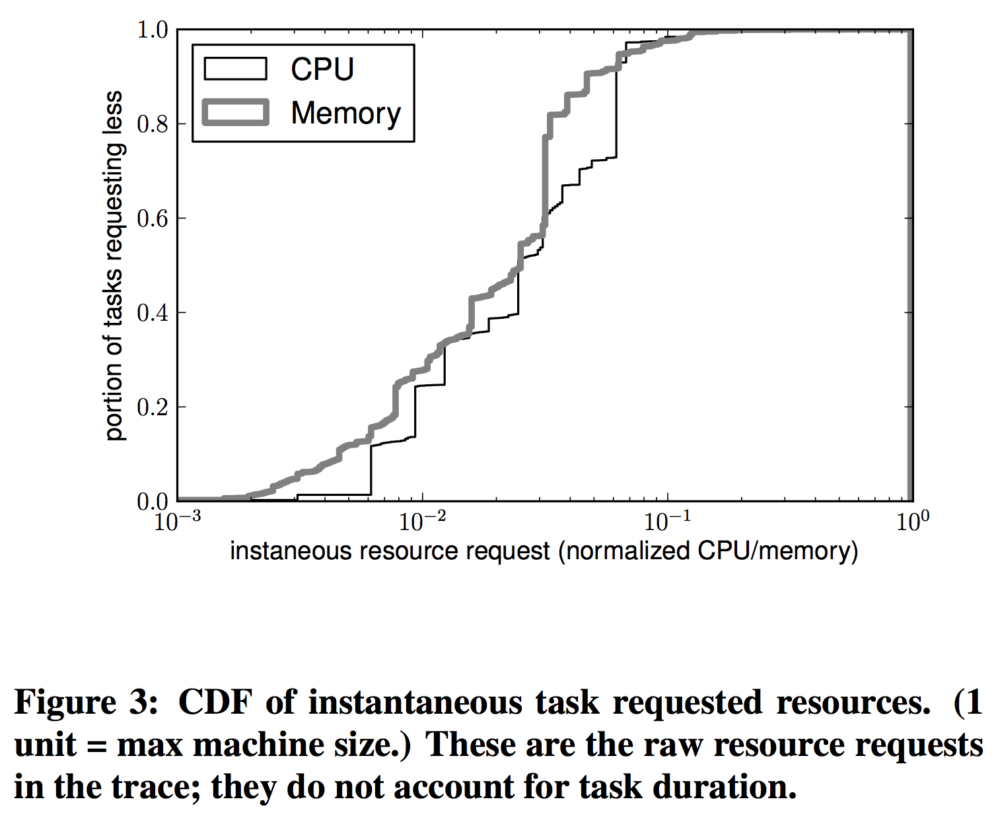 1.0
CPU
Memory
0.8
0.6
0.4
0.2
0.0
portion of tasks requesting less
10⁻³ 10⁻² 10⁻¹ 10⁰
instaneous resource request (normalized CPU/memory)
Figure 3: CDF of instantaneous task requested resources. (1
unit = max machine size.) These are the raw resource requests
in the trace; they do not account for task duration.